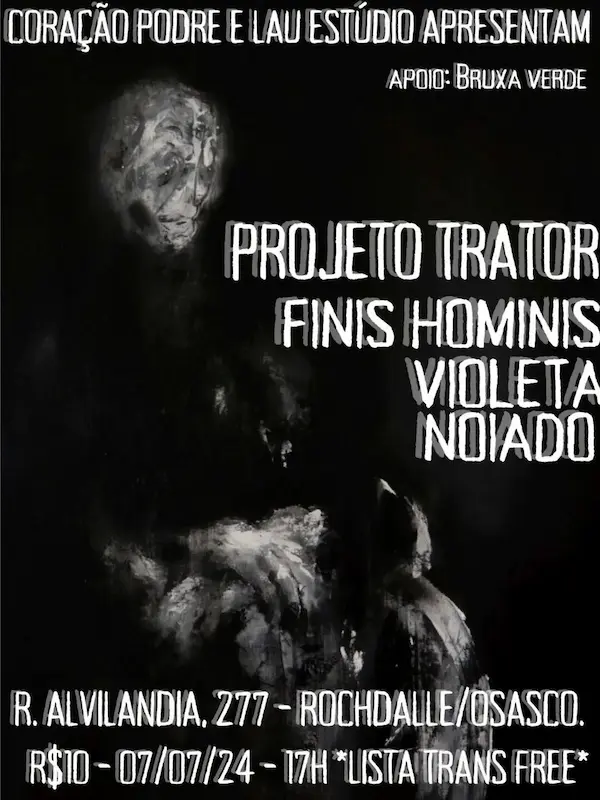 CORAÇÃO PODRE E LAU ESTÚDIO APRESENTAM
APOIO: BRUXA VERDE
PROJETO TRATOR
FINIS HOMINIS
VIOLETA
NOIADO
R. ALVILANDIA, 277 - ROCHDALLE/OSASCO.
R$10 - 07/07/24 - 17H *LISTA TRANS FREE*